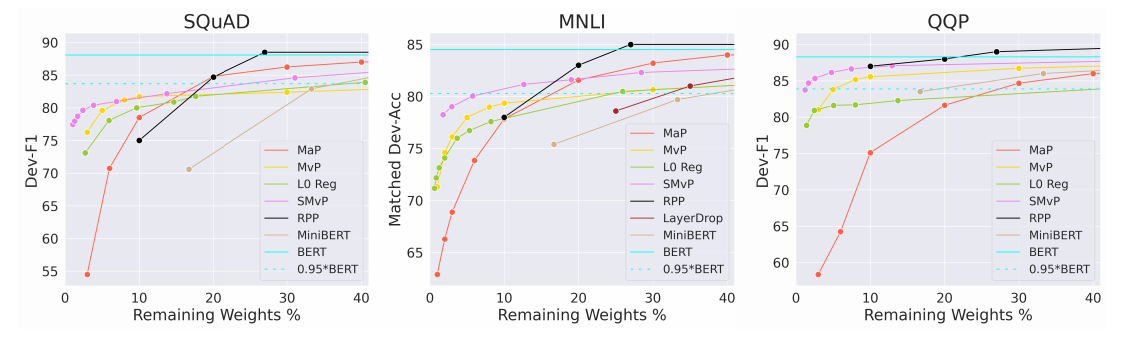 SQuAD
90
85
80
75
70
65
60
55
Dev-F1
0 10 20 30 40
Remaining Weights %
MaP
MvP
L0 Reg
SMvP
RPP
MiniBERT
BERT
0.95*BERT
MNLI
85
80
75
70
65
Matched Dev-Acc
0 10 20 30 40
Remaining Weights %
MaP
MvP
L0 Reg
SMvP
RPP
LayerDrop
MiniBERT
BERT
0.95*BERT
QQP
90
85
80
75
70
65
60
Dev-F1
0 10 20 30 40
Remaining Weights %
MaP
MvP
L0 Reg
SMvP
RPP
MiniBERT
BERT
0.95*BERT